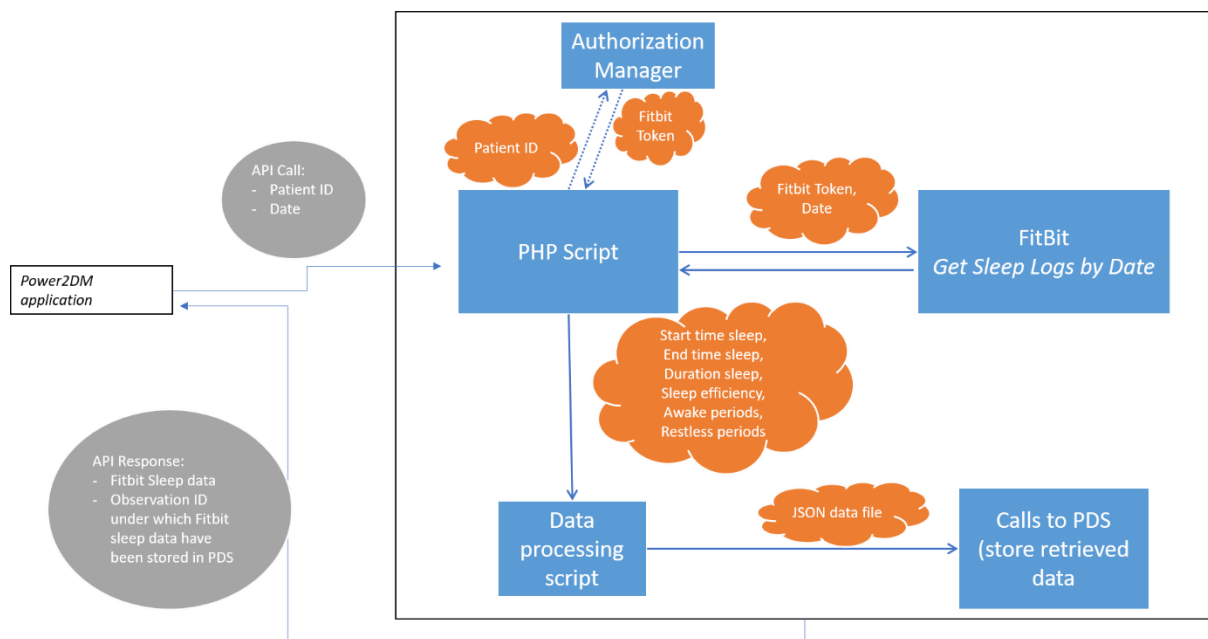 Authorization
Manager
Patient ID
Fitbit
Token
API Call:
- Patient ID
- Date
Fitbit Token,
Date
PHP Script
FitBit
Get Sleep Logs by Date
Power2DM
application
Start time sleep,
End time sleep,
Duration sleep,
Sleep efficiency,
Awake periods,
Restless periods
API Response:
- Fitbit Sleep data
- Observation ID
under which Fitbit
sleep data have
been stored in PDS
Data
processing
script
JSON data file
Calls to PDS
(store retrieved
data